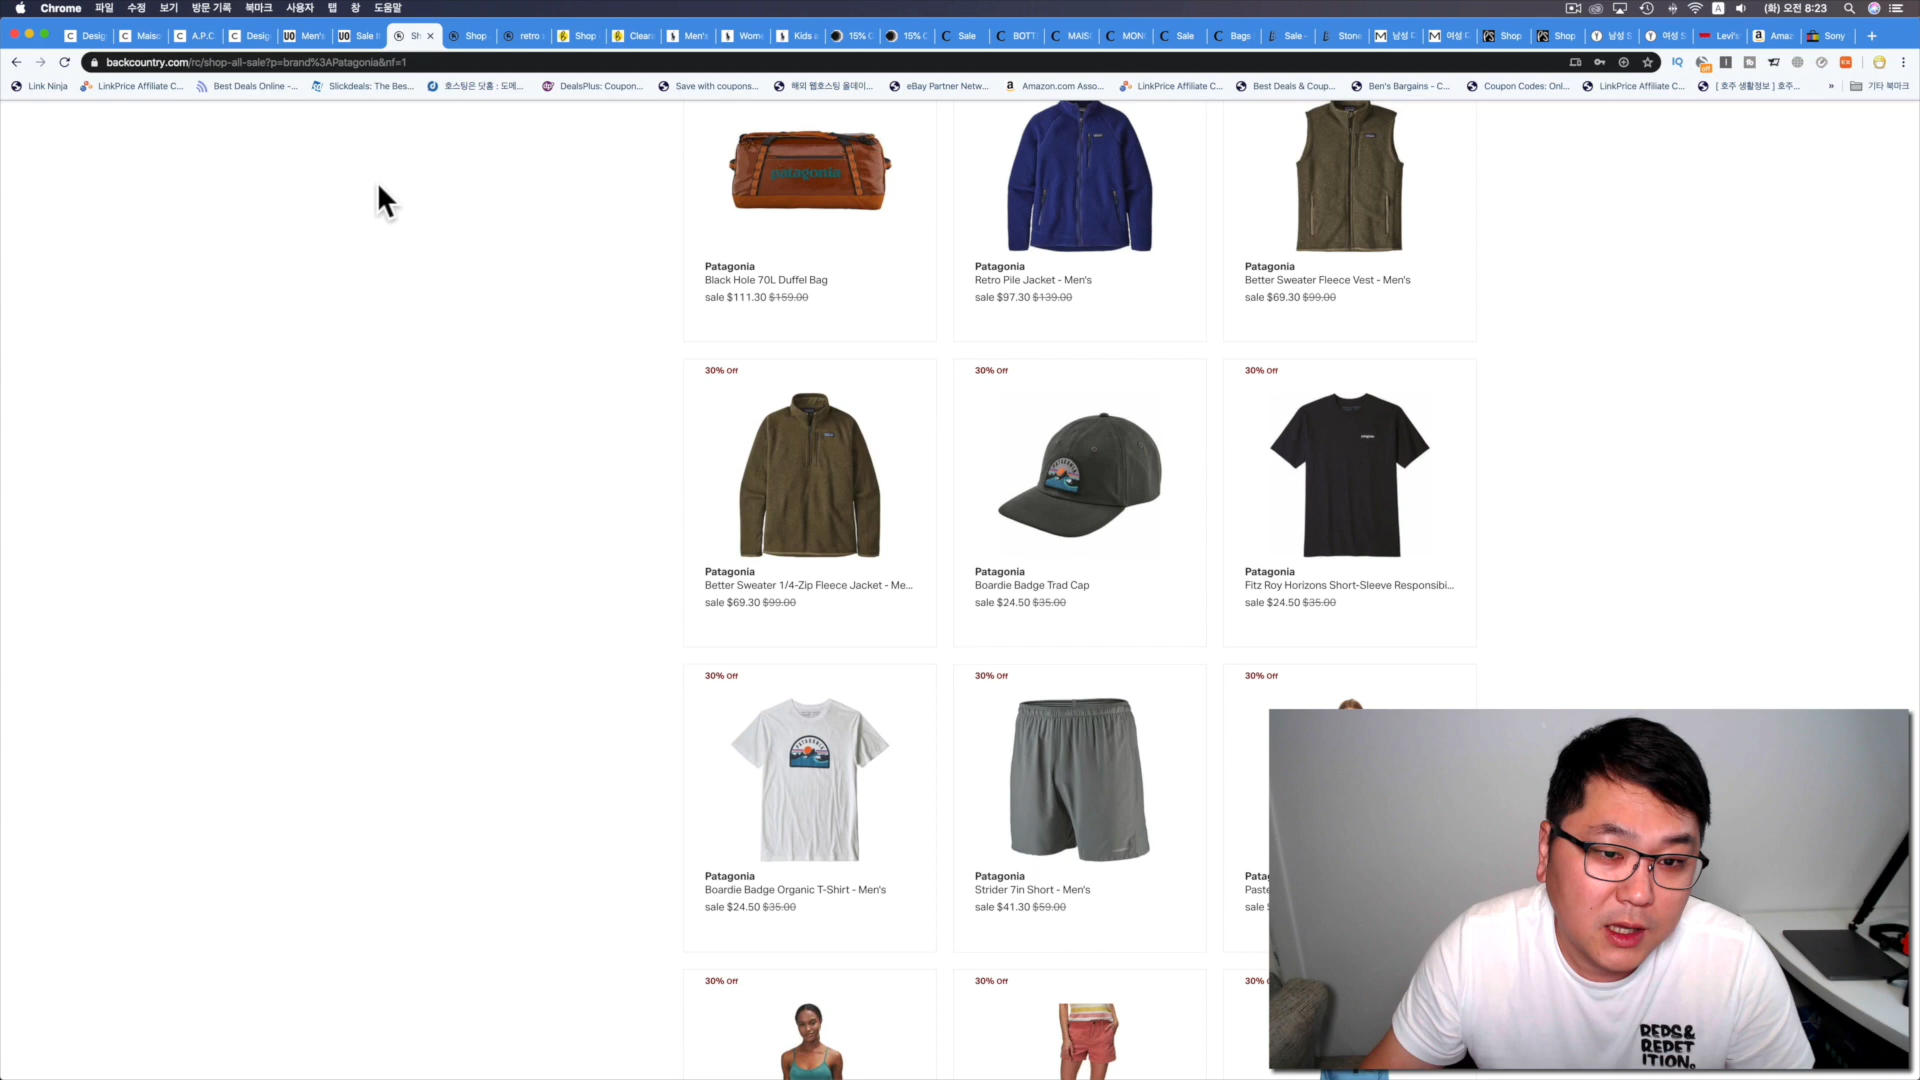 Chrome 파일 수정 보기 방문 기록 북마크 사용자 탭 창 도움말
(화) 오전 8:23
Desig Maiso A.P.C Desig Men's Sale It Sh Shop retro Shop Clear Men's Wom Kids a 15% C 15% C Sale BOTT MAIS MON Sale Bags Sale - Stone 남성 여성 Shop Shop 남성 S 여성 S Levi's Amaz Sony
backcountry.com/rc/shop-all-sale?p=brand%3APatagonia&nf=1
Link Ninja LinkPrice Affiliate C... Best Deals Online -... Slickdeals: The Bes... 호스팅은 닷홈 : 도메... DealsPlus: Coupon... Save with coupons... 해외 웹호스팅 올데이... eBay Partner Netw... Amazon.com Asso... LinkPrice Affiliate C... Best Deals & Coup... Ben's Bargains - C... Coupon Codes: Onl... LinkPrice Affiliate C... [ 호주 생활정보 ] 호주... » 기타 북마크
patagonia
Patagonia
Black Hole 70L Duffel Bag
sale $111.30 $159.00
Patagonia
Retro Pile Jacket - Men's
sale $97.30 $139.00
Patagonia
Better Sweater Fleece Vest - Men's
sale $69.30 $99.00
30% Off
Patagonia
Better Sweater 1/4-Zip Fleece Jacket - Me...
sale $69.30 $99.00
30% Off
Patagonia
Boardie Badge Trad Cap
sale $24.50 $35.00
30% Off
patagonia
Patagonia
Fitz Roy Horizons Short-Sleeve Responsibi...
sale $24.50 $35.00
30% Off
PATAGONIA
Patagonia
Boardie Badge Organic T-Shirt - Men's
sale $24.50 $35.00
30% Off
Patagonia
Strider 7in Short - Men's
sale $41.30 $59.00
30% Off
Patag
Paste
sale $
30% Off
30% Off
30%
REDS&
REPET
ITION.